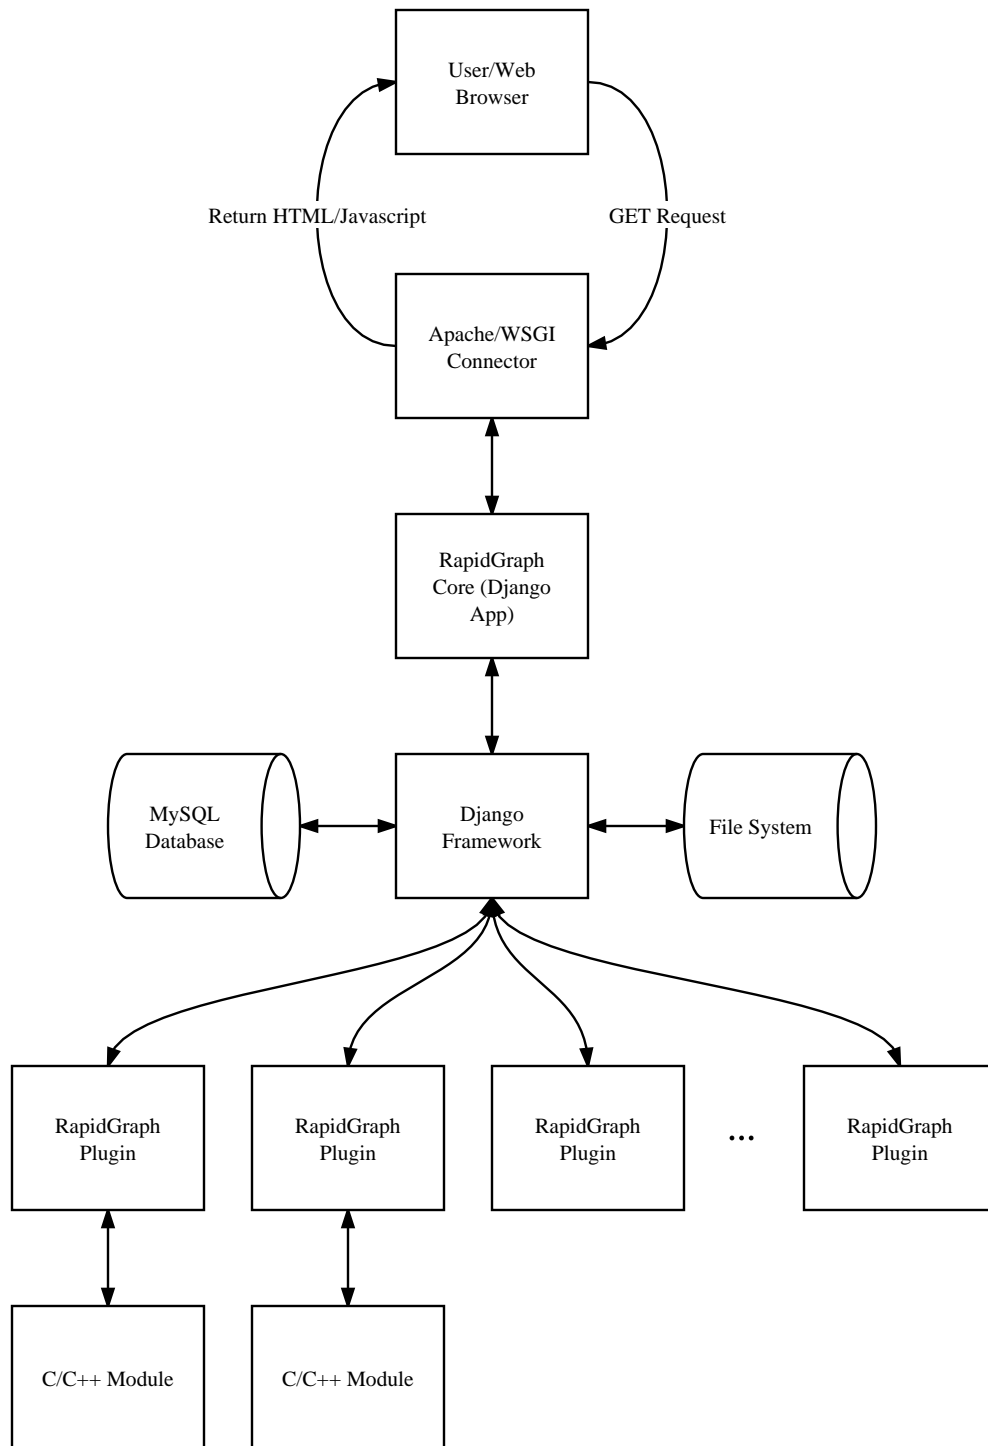 User/Web
Browser
Return HTML/Javascript
GET Request
Apache/WSGI
Connector
RapidGraph
Core (Django
App)
MySQL
Database
Django
Framework
File System
RapidGraph
Plugin
RapidGraph
Plugin
RapidGraph
Plugin
...
RapidGraph
Plugin
C/C++ Module
C/C++ Module